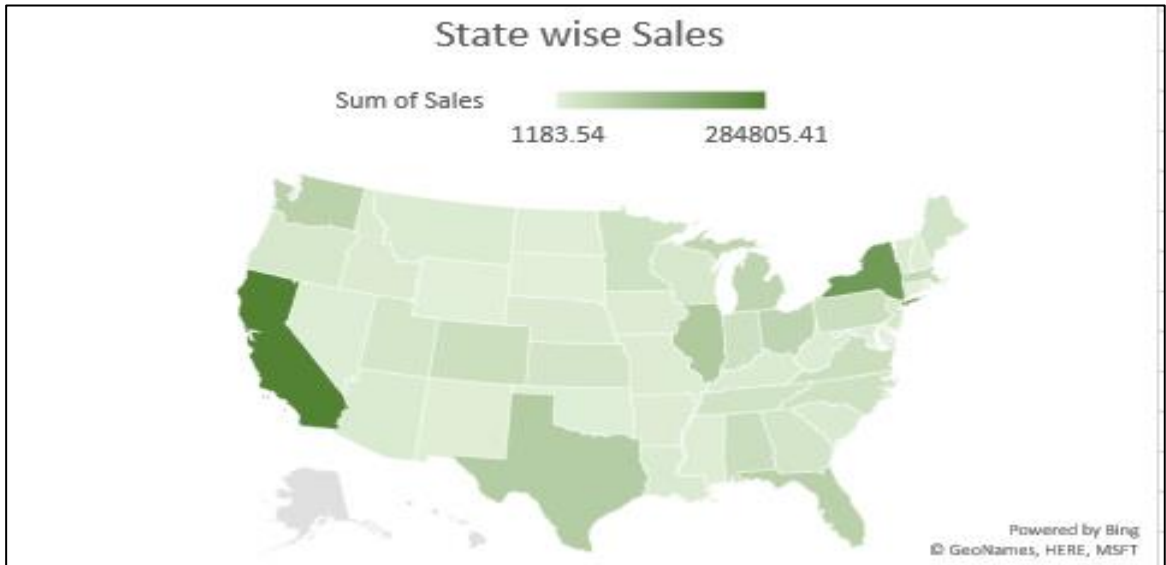 State wise Sales
Sum of Sales
1183.54 284805.41
Powered by Bing
© GeoNames, HERE, MSFT